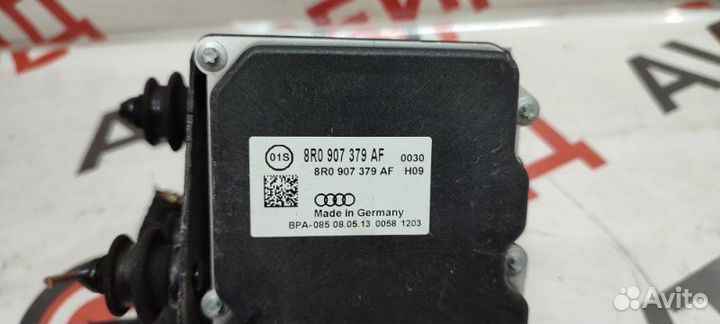 01S
8R0 907 379 AF 0030
8R0 907 379 AF H09
Made in Germany
BPA-085 08.05.13 0058 1203
Avito